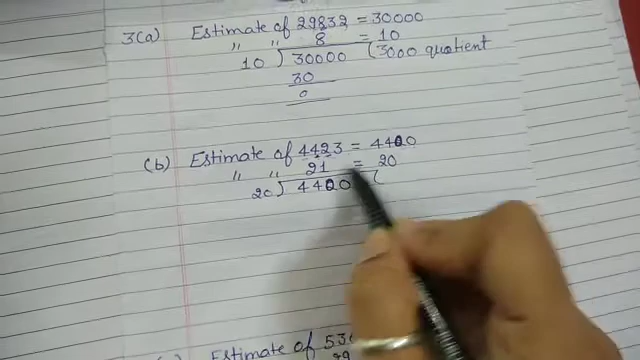 3(a) Estimate of 29832 = 30000
" " 8 = 10
10 ) 30000 (3000 quotient
30
0
(b) Estimate of 4423 = 4400
" " 21 = 20
20 ) 4400 (
Estimate of 530